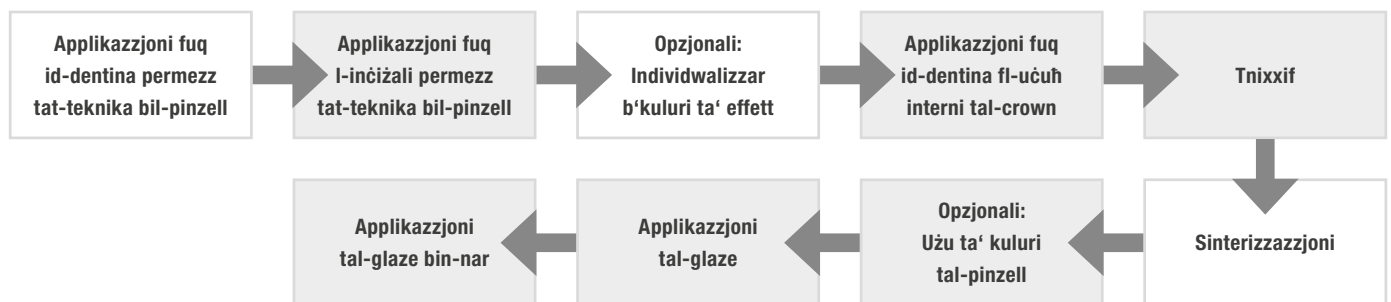 Applikazzjoni fuq
id-dentina permezz
tat-teknika bil-pinzell
Applikazzjoni fuq
l-inċiżali permezz
tat-teknika bil-pinzell
Opzjonali:
Individwalizzar
b‘kuluri ta‘ effett
Applikazzjoni fuq
id-dentina fl-uċuħ
interni tal-crown
Tnixxif
Sinterizzazzjoni
Opzjonali:
Użu ta‘ kuluri
tal-pinzell
Applikazzjoni
tal-glaze
Applikazzjoni
tal-glaze bin-nar